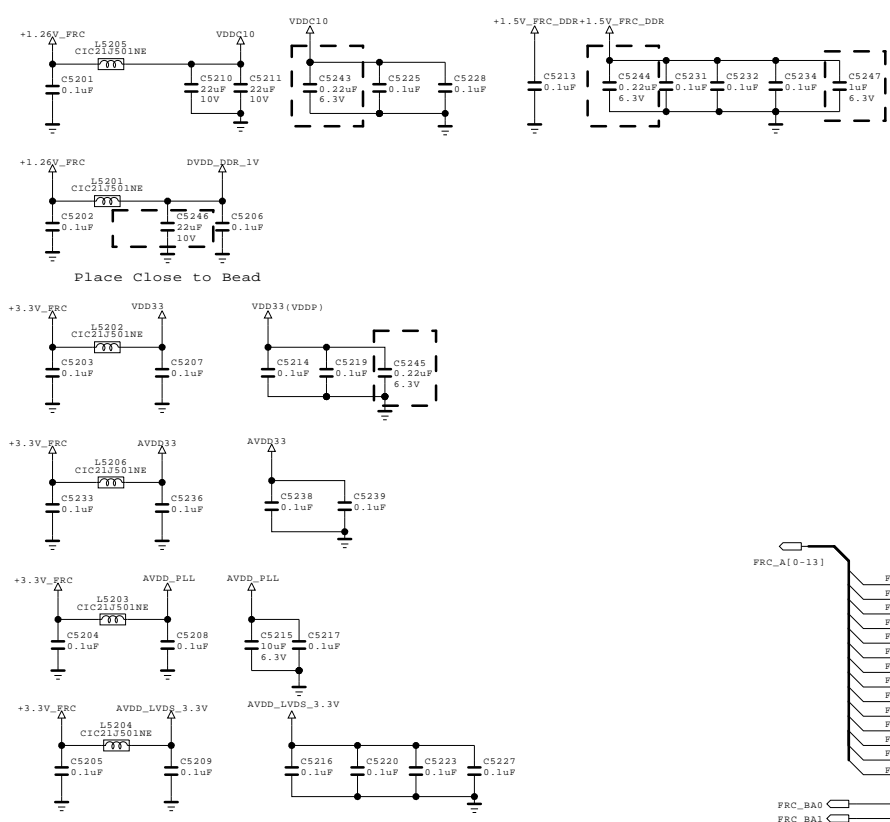 +1.26V_FRC
L5205
CIC21J501NE
VDDC10
C5201
0.1uF
C5210
22uF
10V
C5211
22uF
10V
VDDC10
C5243
0.22uF
6.3V
C5225
0.1uF
C5228
0.1uF
+1.5V_FRC_DDR
+1.5V_FRC_DDR
C5213
0.1uF
C5244
0.22uF
6.3V
C5231
0.1uF
C5232
0.1uF
C5234
0.1uF
C5247
1uF
6.3V
+1.26V_FRC
L5201
CIC21J501NE
DVDD_DDR_1V
C5202
0.1uF
C5246
22uF
10V
C5206
0.1uF
Place Close to Bead
+3.3V_FRC
L5202
CIC21J501NE
VDD33
C5203
0.1uF
C5207
0.1uF
VDD33(VDDP)
C5214
0.1uF
C5219
0.1uF
C5245
0.22uF
6.3V
+3.3V_FRC
L5206
CIC21J501NE
AVDD33
C5233
0.1uF
C5236
0.1uF
AVDD33
C5238
0.1uF
C5239
0.1uF
+3.3V_FRC
L5203
CIC21J501NE
AVDD_PLL
C5204
0.1uF
C5208
0.1uF
AVDD_PLL
C5215
10uF
6.3V
C5217
0.1uF
+3.3V_FRC
L5204
CIC21J501NE
AVDD_LVDS_3.3V
C5205
0.1uF
C5209
0.1uF
AVDD_LVDS_3.3V
C5216
0.1uF
C5220
0.1uF
C5223
0.1uF
C5227
0.1uF
FRC_A[0-13]
FRC_BA0
FRC_BA1